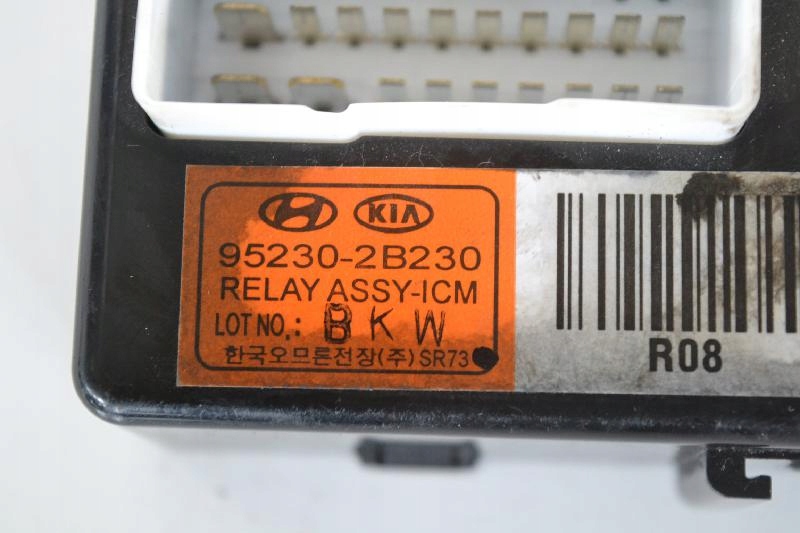 H KIA
95230-2B230
RELAY ASSY-ICM
LOT NO.: BKW
한국오므론전장(주) SR73
R08